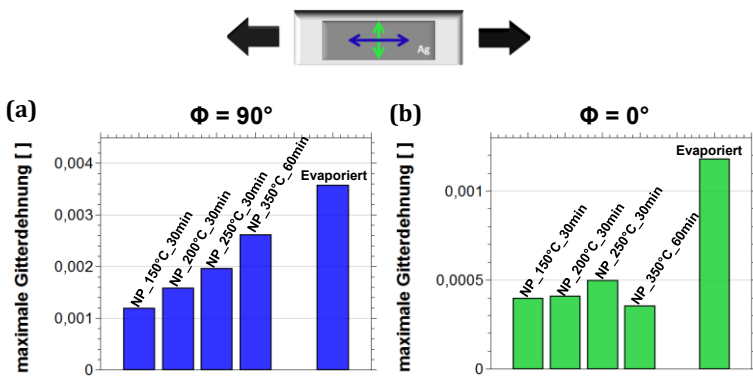 Ag
(a)
Φ = 90°
maximale Gitterdehnung [ ]
0,004
0,003
0,002
0,001
0
NP_150°C_30min
NP_200°C_30min
NP_250°C_30min
NP_350°C_60min
Evaporiert
(b)
Φ = 0°
maximale Gitterdehnung [ ]
0,001
0,0005
0
NP_150°C_30min
NP_200°C_30min
NP_250°C_30min
NP_350°C_60min
Evaporiert